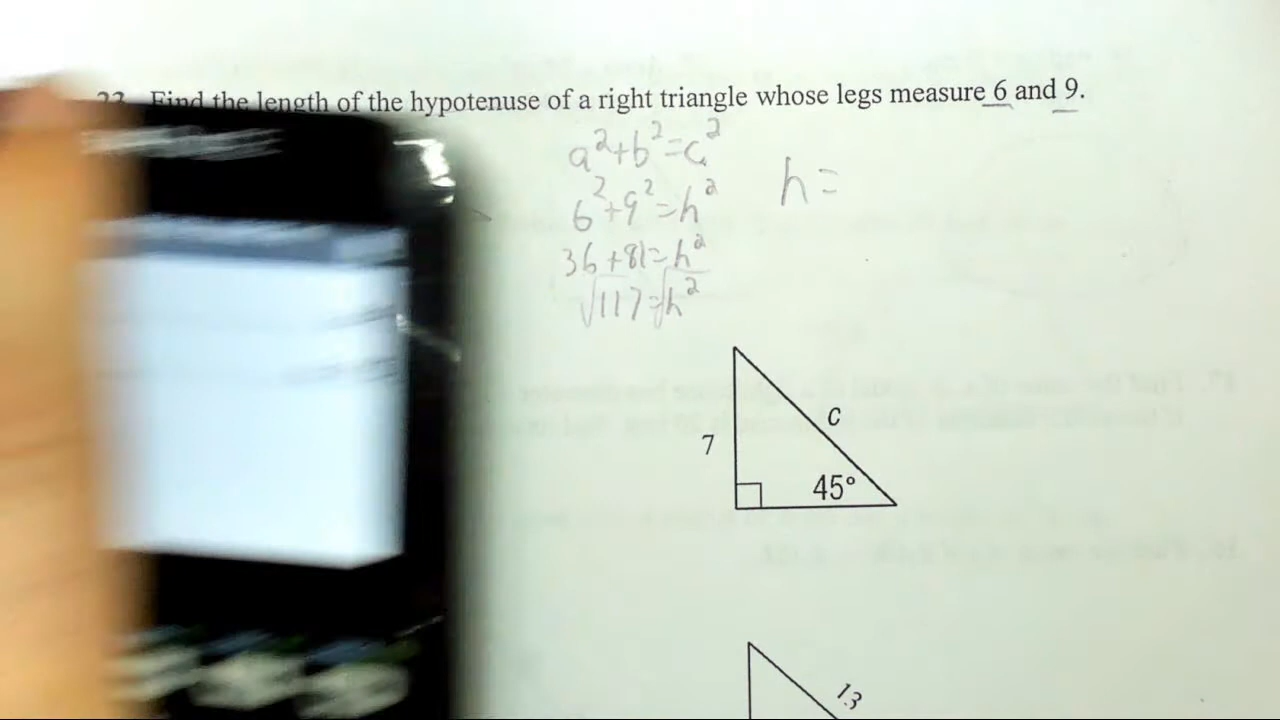 Find the length of the hypotenuse of a right triangle whose legs measure 6 and 9.
a²+b²=c²
6²+9²=h²
h=
36+81=h²
√117=√h²
c
7
45°
13